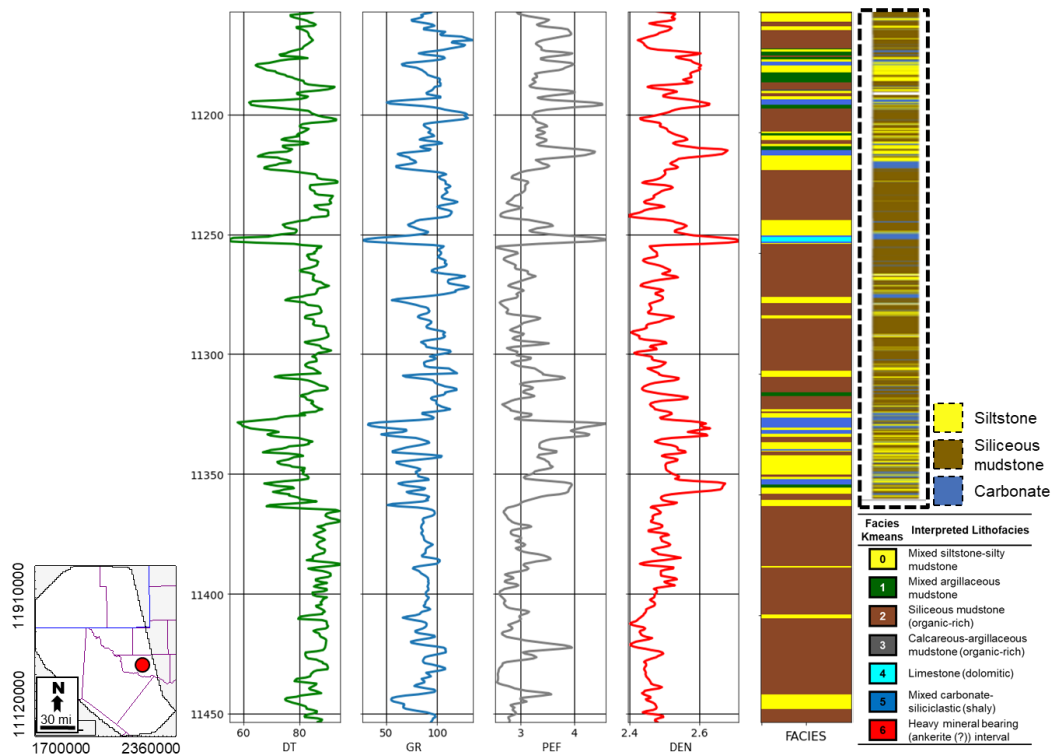 11200
11250
11300
11350
11400
11450
60
80
DT
100
GR
3
4
PEF
2.4
2.6
DEN
FACIES
Siltstone
Siliceous
mudstone
Carbonate
Facies
Kmeans
Interpreted Lithofacies
0
Mixed siltstone-silty
mudstone
1
Mixed argillaceous
mudstone
2
Siliceous mudstone
(organic-rich)
3
Calcareous-argillaceous
mudstone (organic-rich)
4
Limestone (dolomitic)
5
Mixed carbonate-
siliciclastic (shaly)
6
Heavy mineral bearing
(ankerite (?)) interval
11910000
11120000
N
30 mi
1700000
2360000